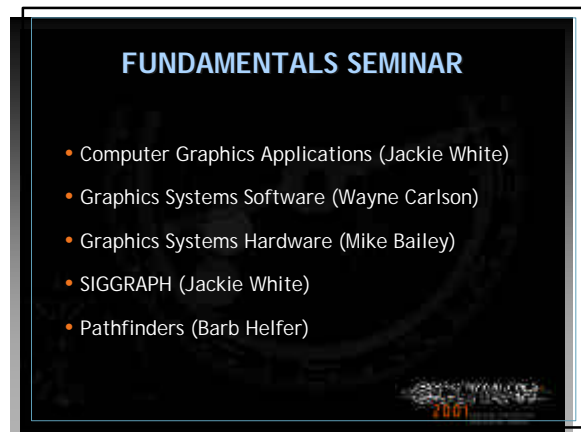 FUNDAMENTALS SEMINAR
• Computer Graphics Applications (Jackie White)
• Graphics Systems Software (Wayne Carlson)
• Graphics Systems Hardware (Mike Bailey)
• SIGGRAPH (Jackie White)
• Pathfinders (Barb Helfer)
2001